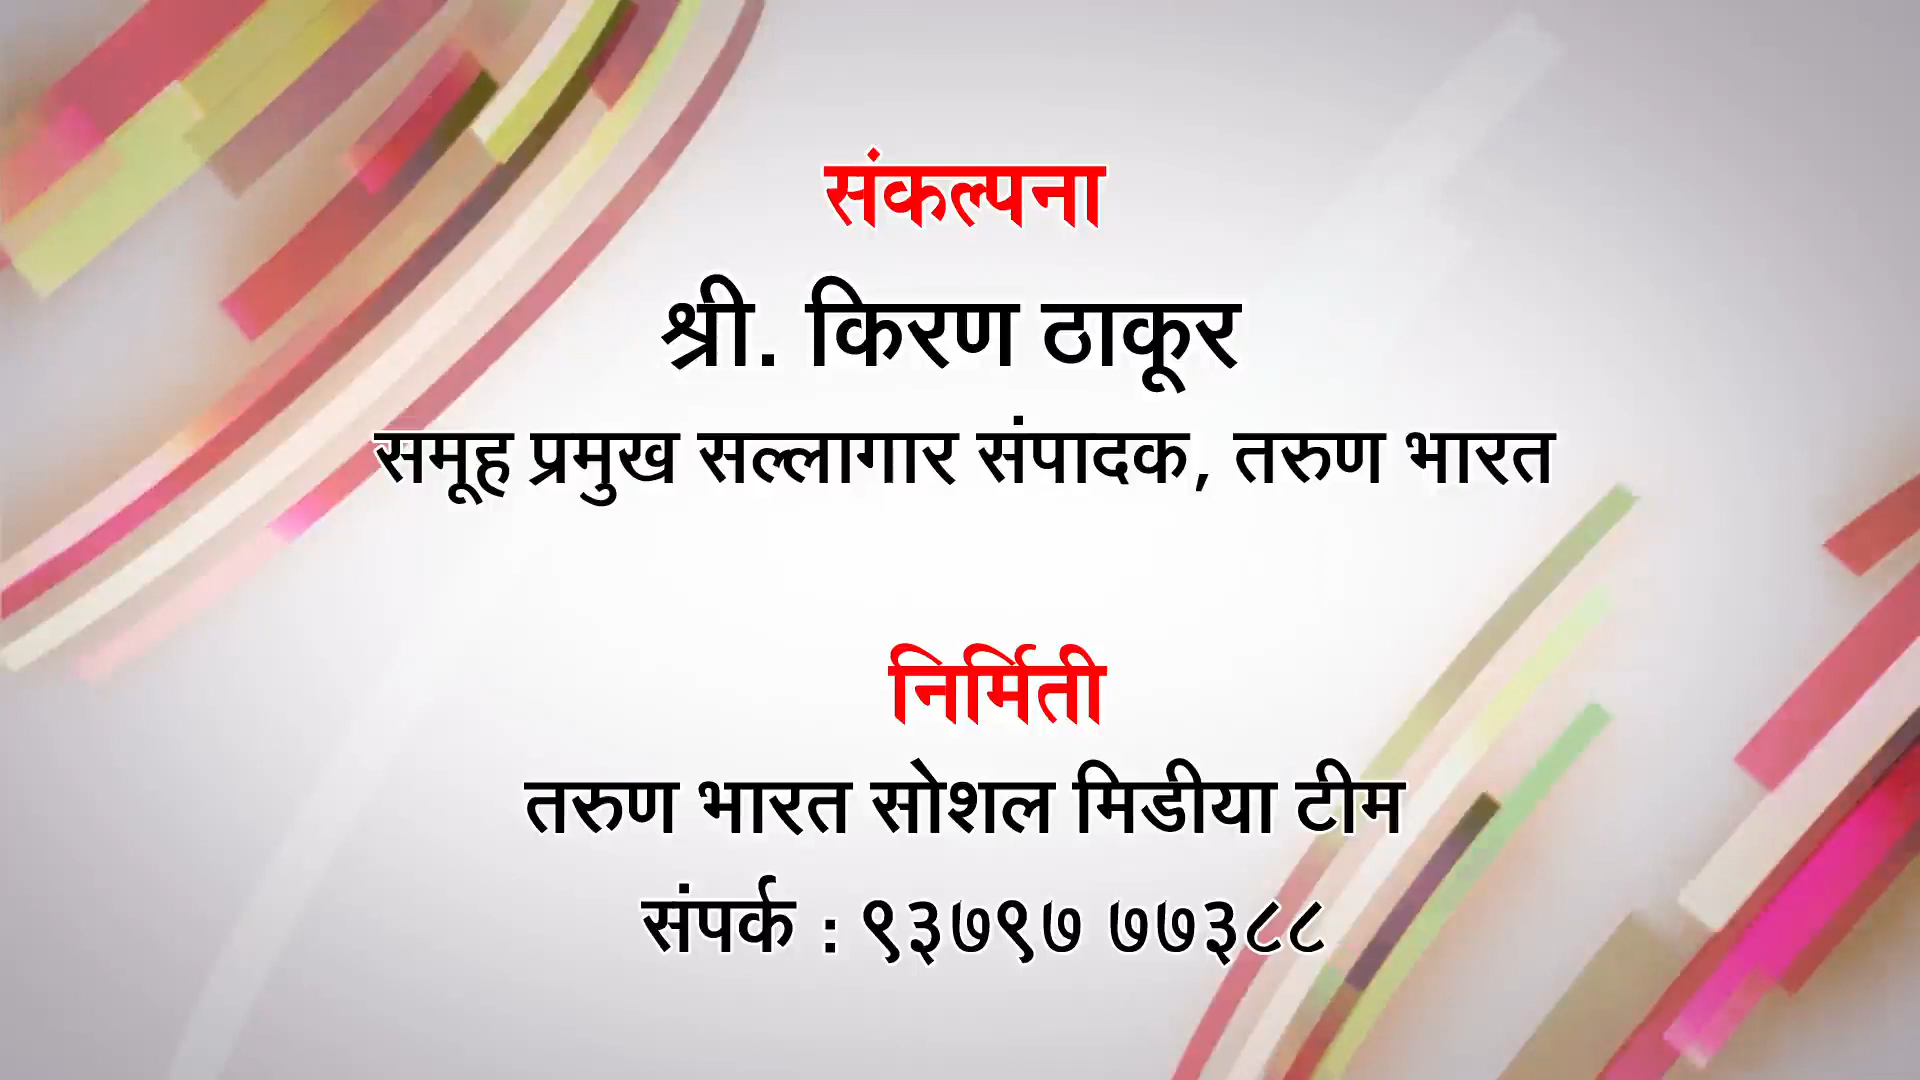 संकल्पना
श्री. किरण ठाकूर
समूह प्रमुख सल्लागार संपादक, तरुण भारत
निर्मिती
तरुण भारत सोशल मिडीया टीम
संपर्क : ९३७९७ ७७३८८